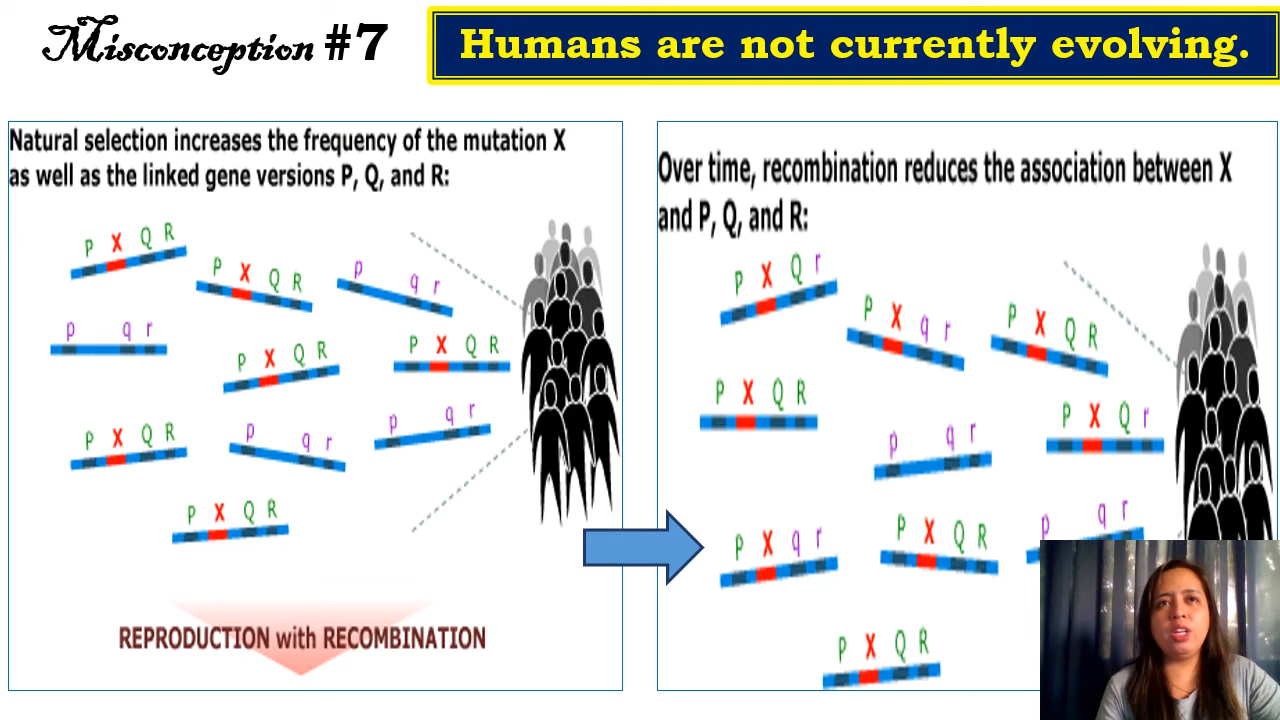 Misconception #7
Humans are not currently evolving.
Natural selection increases the frequency of the mutation X
as well as the linked gene versions P, Q, and R:
P X Q R
P X Q R
p q r
p q r
P X Q R
P X Q R
P X Q R
p q r
p q r
P X Q R
REPRODUCTION with RECOMBINATION
Over time, recombination reduces the association between X
and P, Q, and R:
P X Q r
P X q r
P X Q R
P X Q R
P X Q r
p q r
P X q r
P X Q R
p q r
P X Q R